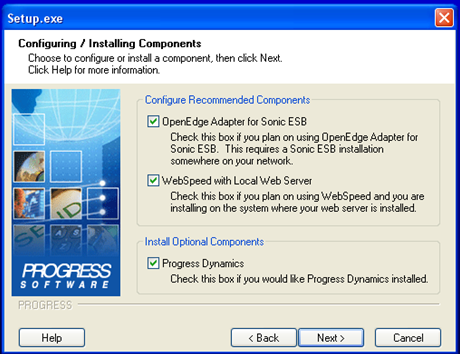 Setup.exe
Configuring / Installing Components
Choose to configure or install a component, then click Next.
Click Help for more information.
Configure Recommended Components
OpenEdge Adapter for Sonic ESB
Check this box if you plan on using OpenEdge Adapter for
Sonic ESB. This requires a Sonic ESB installation
somewhere on your network.
WebSpeed with Local Web Server
Check this box if you plan on using WebSpeed and you are
installing on the system where your web server is installed.
Install Optional Components
Progress Dynamics
Check this box if you would like Progress Dynamics installed.
SEND
PROGRESS
SOFTWARE
PROGRESS
Help
< Back
Next >
Cancel